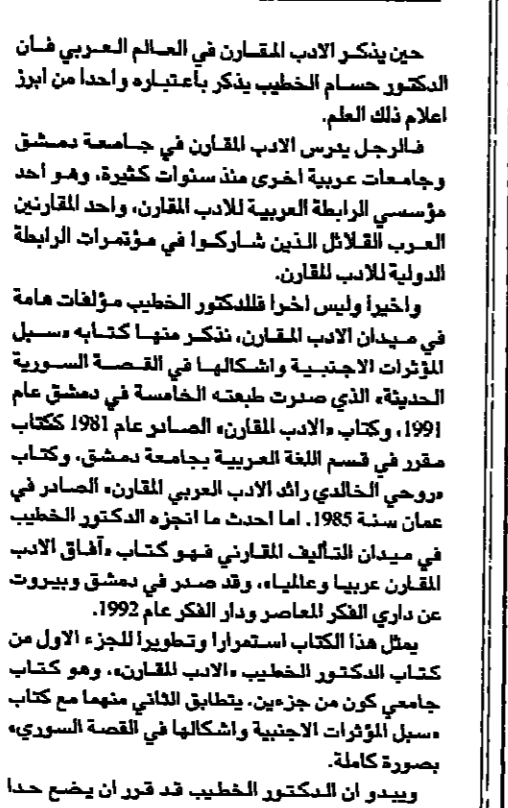 حين يذكر الادب المقارن في العالم العربي فان
الدكتور حسام الخطيب يذكر باعتباره واحدا من ابرز
اعلام ذلك العلم.
فالرجل يدرس الادب المقارن في جامعة دمشق
وجامعات عربية اخرى منذ سنوات كثيرة، وهو أحد
مؤسسي الرابطة العربية للادب المقارن، واحد المقارنين
العرب القلائل الذين شاركوا في مؤتمرات الرابطة
الدولية للادب المقارن.
واخيرا وليس اخرا فللدكتور الخطيب مؤلفات هامة
في ميدان الادب المقارن، نذكر منها كتابه «سبل
المؤثرات الاجنبية واشكالها في القصة السورية
الحديثة» الذي صدرت طبعته الخامسة في دمشق عام
1991، وكتاب «الادب المقارن» الصادر عام 1981 ككتاب
مقرر في قسم اللغة العربية بجامعة دمشق، وكتاب
«روحي الخالدي رائد الادب العربي المقارن» الصادر في
عمان سنة 1985. اما احدث ما انجزه الدكتور الخطيب
في ميدان التأليف المقارني فهو كتاب «آفاق الادب
المقارن عربيا وعالميا»، وقد صدر في دمشق وبيروت
عن داري الفكر المعاصر ودار الفكر عام 1992.
يمثل هذا الكتاب استمرارا وتطويرا للجزء الاول من
كتاب الدكتور الخطيب «الادب المقارن»، وهو كتاب
جامعي كون من جزءين، يتطابق الثاني منهما مع كتاب
«سبل المؤثرات الاجنبية واشكالها في القصة السوري»
بصورة كاملة.
ويبدو ان الدكتور الخطيب قد قرر ان يضع حدا